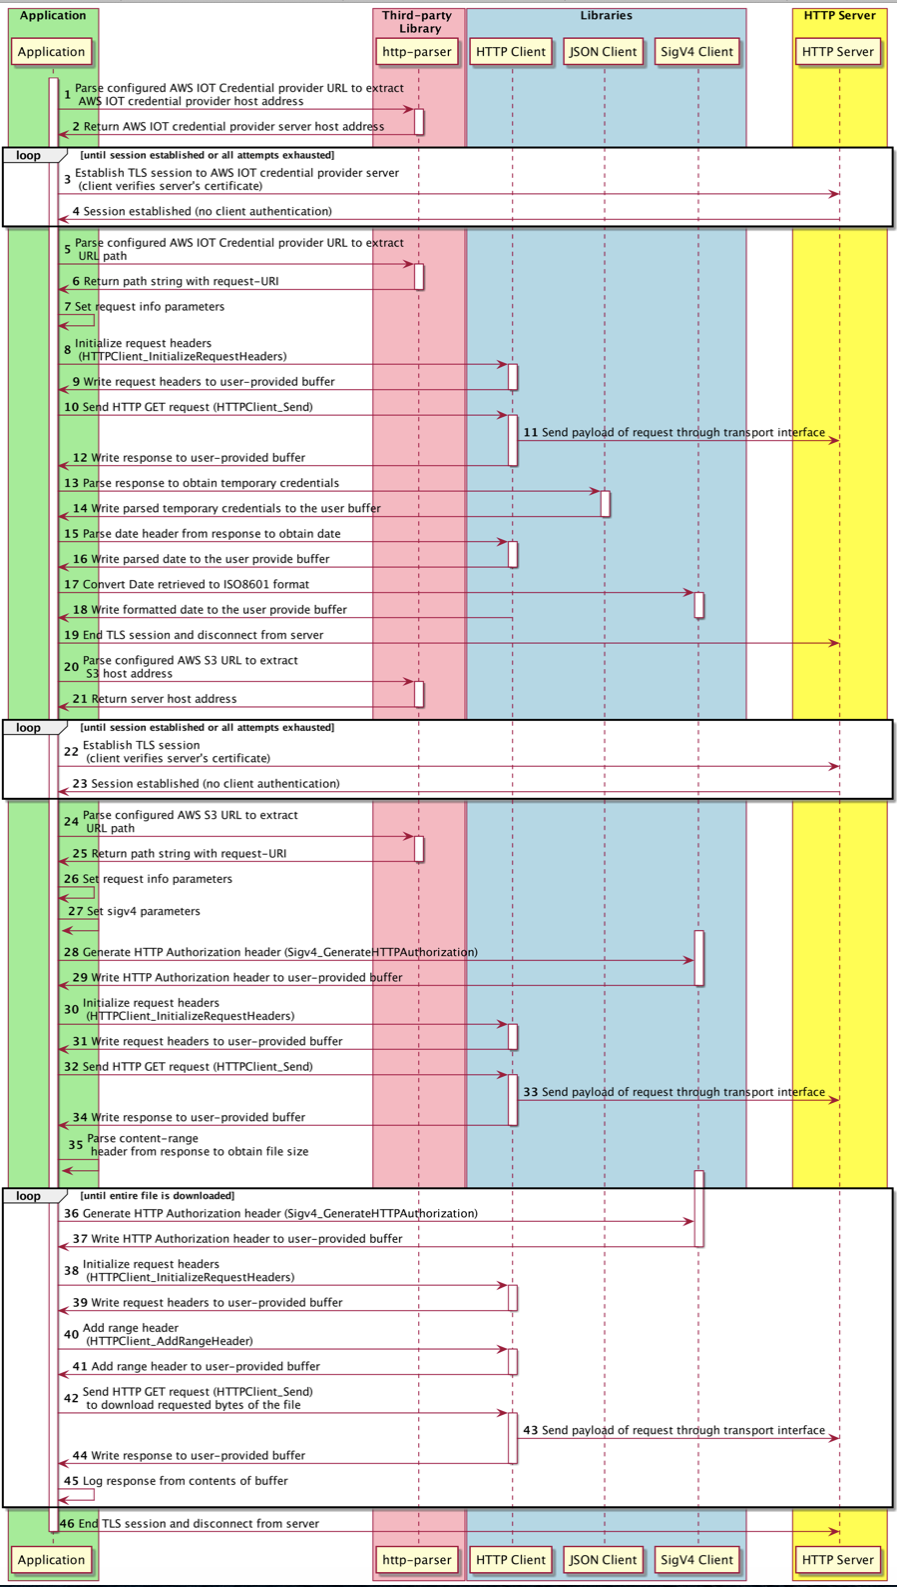 Application
Third-party
Library
Libraries
HTTP Server
Application
http-parser
HTTP Client
JSON Client
SigV4 Client
HTTP Server
1 Parse configured AWS IOT Credential provider URL to extract
AWS IOT credential provider host address
2 Return AWS IOT credential provider server host address
loop [until session established or all attempts exhausted]
3 Establish TLS session to AWS IOT credential provider server
(client verifies server's certificate)
4 Session established (no client authentication)
5 Parse configured AWS IOT Credential provider URL to extract
URL path
6 Return path string with request-URI
7 Set request info parameters
8 Initialize request headers
(HTTPClient_InitializeRequestHeaders)
9 Write request headers to user-provided buffer
10 Send HTTP GET request (HTTPClient_Send)
11 Send payload of request through transport interface
12 Write response to user-provided buffer
13 Parse response to obtain temporary credentials
14 Write parsed temporary credentials to the user buffer
15 Parse date header from response to obtain date
16 Write parsed date to the user provide buffer
17 Convert Date retrieved to ISO8601 format
18 Write formatted date to the user provide buffer
19 End TLS session and disconnect from server
20 Parse configured AWS S3 URL to extract
S3 host address
21 Return server host address
loop [until session established or all attempts exhausted]
22 Establish TLS session
(client verifies server's certificate)
23 Session established (no client authentication)
24 Parse configured AWS S3 URL to extract
URL path
25 Return path string with request-URI
26 Set request info parameters
27 Set sigv4 parameters
28 Generate HTTP Authorization header (Sigv4_GenerateHTTPAuthorization)
29 Write HTTP Authorization header to user-provided buffer
30 Initialize request headers
(HTTPClient_InitializeRequestHeaders)
31 Write request headers to user-provided buffer
32 Send HTTP GET request (HTTPClient_Send)
33 Send payload of request through transport interface
34 Write response to user-provided buffer
35 Parse content-range
header from response to obtain file size
loop [until entire file is downloaded]
36 Generate HTTP Authorization header (Sigv4_GenerateHTTPAuthorization)
37 Write HTTP Authorization header to user-provided buffer
38 Initialize request headers
(HTTPClient_InitializeRequestHeaders)
39 Write request headers to user-provided buffer
40 Add range header
(HTTPClient_AddRangeHeader)
41 Add range header to user-provided buffer
42 Send HTTP GET request (HTTPClient_Send)
to download requested bytes of the file
43 Send payload of request through transport interface
44 Write response to user-provided buffer
45 Log response from contents of buffer
46 End TLS session and disconnect from server
Application
http-parser
HTTP Client
JSON Client
SigV4 Client
HTTP Server